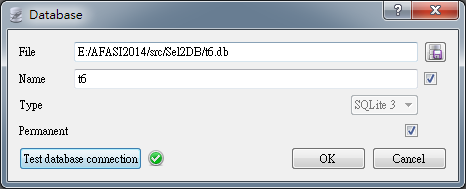 Database
File E:/AFASI2014/src/Sel2DB/t6.db
Name t6
Type SQLite 3
Permanent
Test database connection OK Cancel